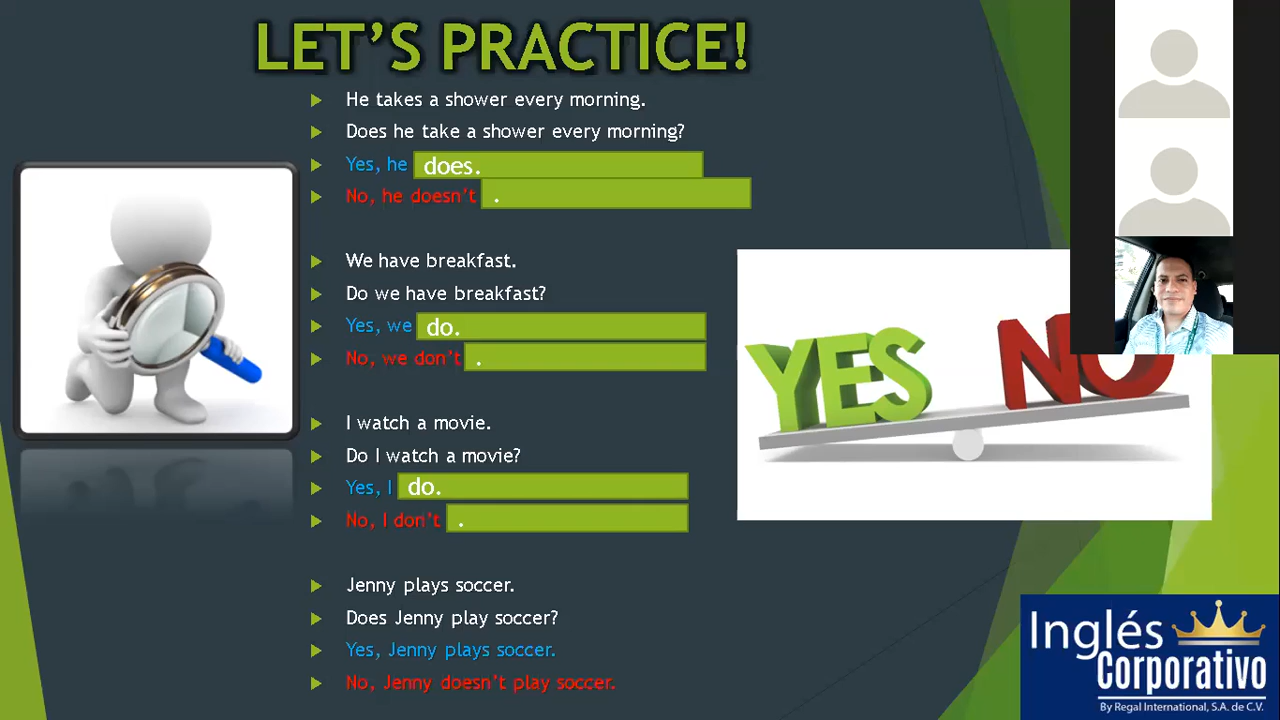 LET'S PRACTICE!
He takes a shower every morning.
Does he take a shower every morning?
Yes, he does.
No, he doesn't .
We have breakfast.
Do we have breakfast?
Yes, we do.
No, we don't .
I watch a movie.
Do I watch a movie?
Yes, I do.
No, I don't .
Jenny plays soccer.
Does Jenny play soccer?
Yes, Jenny plays soccer.
No, Jenny doesn't play soccer.
YES NO
Inglés
Corporativo
By Regal International, S.A. de C.V.